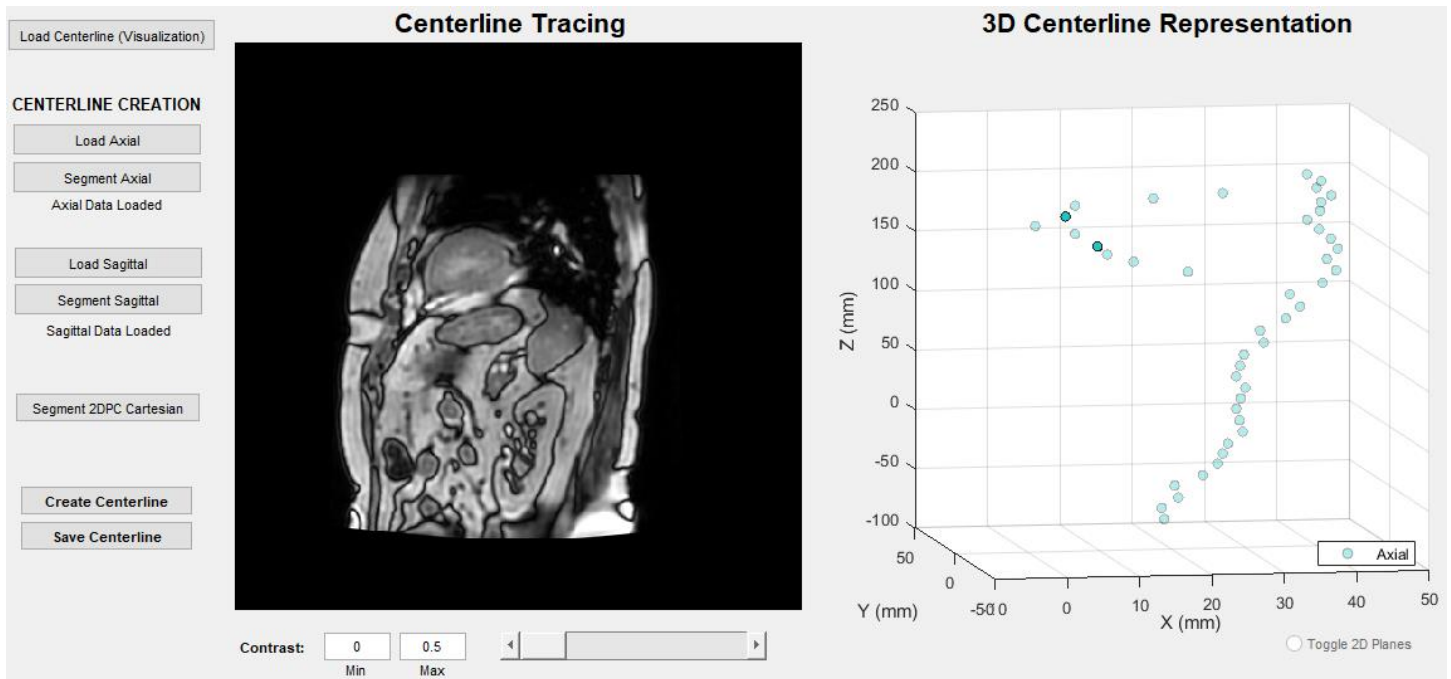 Load Centerline (Visualization)
CENTERLINE CREATION
Load Axial
Segment Axial
Axial Data Loaded
Load Sagittal
Segment Sagittal
Sagittal Data Loaded
Segment 2DPC Cartesian
Create Centerline
Save Centerline
Centerline Tracing
Contrast:
0
0.5
Min
Max
3D Centerline Representation
250
200
150
100
50
0
-50
-100
Z (mm)
50
0
-50
Y (mm)
0
10
20
30
40
50
X (mm)
Axial
Toggle 2D Planes